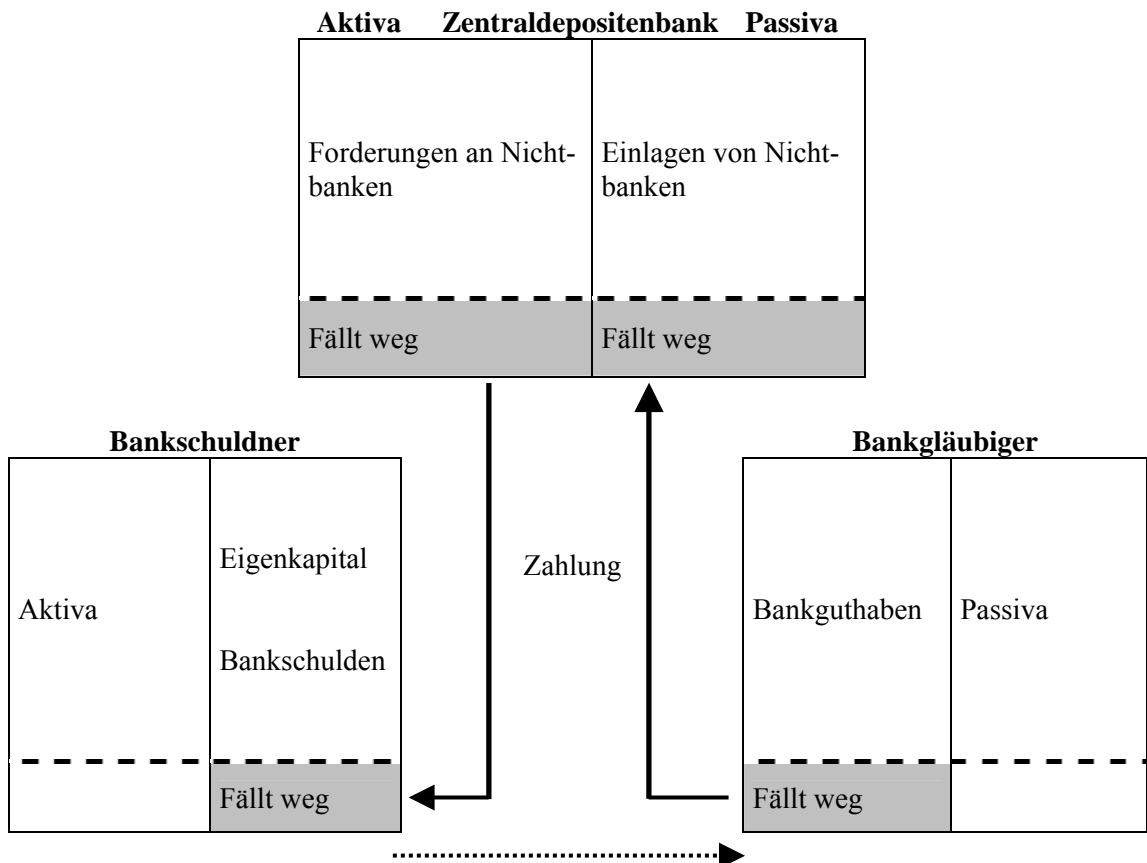 Aktiva Zentraldepositenbank Passiva
Forderungen an Nicht-
banken
Einlagen von Nicht-
banken
Fällt weg
Fällt weg
Bankschuldner
Aktiva
Eigenkapital
Bankschulden
Fällt weg
Zahlung
Bankgläubiger
Bankguthaben
Passiva
Fällt weg